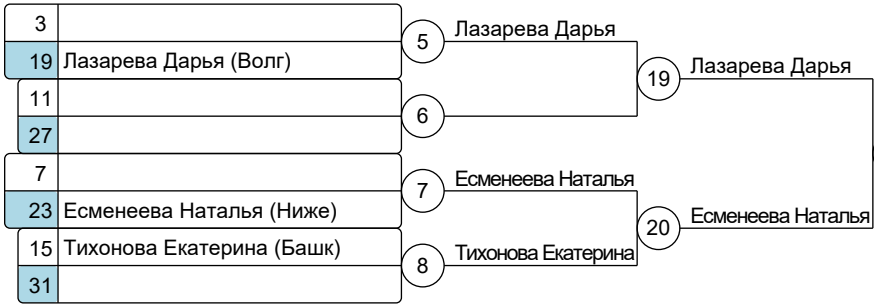 3
19 Лазарева Дарья (Волг)
5 Лазарева Дарья
19 Лазарева Дарья
11
27
6
7
23 Есменеева Наталья (Ниже)
7 Есменеева Наталья
20 Есменеева Наталья
15 Тихонова Екатерина (Башк)
31
8 Тихонова Екатерина